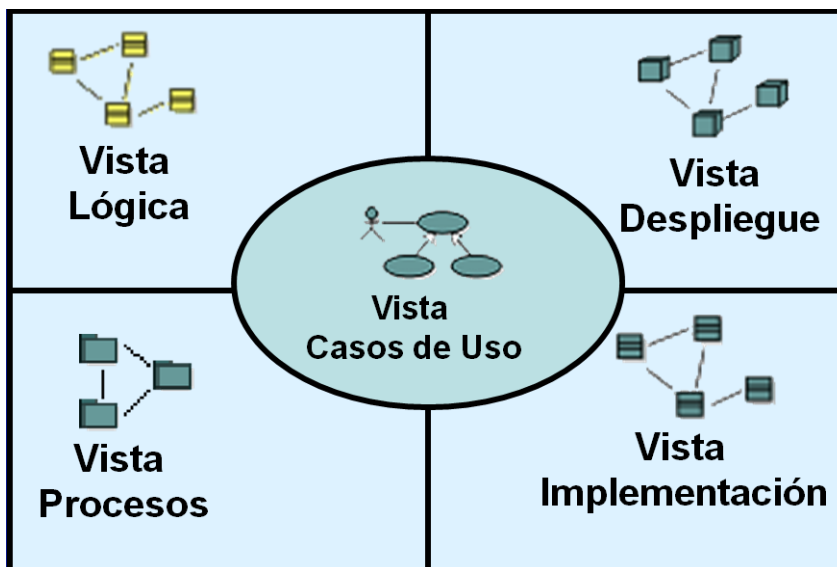 Vista
Lógica
Vista
Despliegue
Vista
Casos de Uso
Vista
Procesos
Vista
Implementación